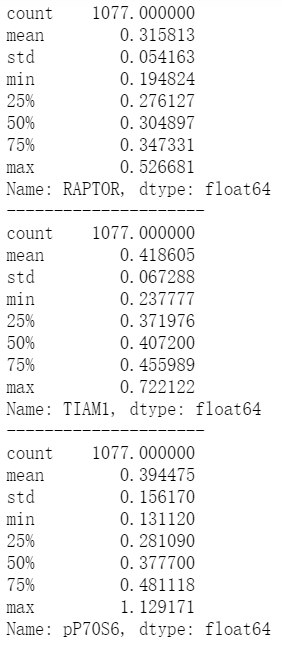 count 1077.000000
mean 0.315813
std 0.054163
min 0.194824
25% 0.276127
50% 0.304897
75% 0.347331
max 0.526681
Name: RAPTOR, dtype: float64
---------------------
count 1077.000000
mean 0.418605
std 0.067288
min 0.237777
25% 0.371976
50% 0.407200
75% 0.455989
max 0.722122
Name: TIAM1, dtype: float64
---------------------
count 1077.000000
mean 0.394475
std 0.156170
min 0.131120
25% 0.281090
50% 0.377700
75% 0.481118
max 1.129171
Name: pP70S6, dtype: float64